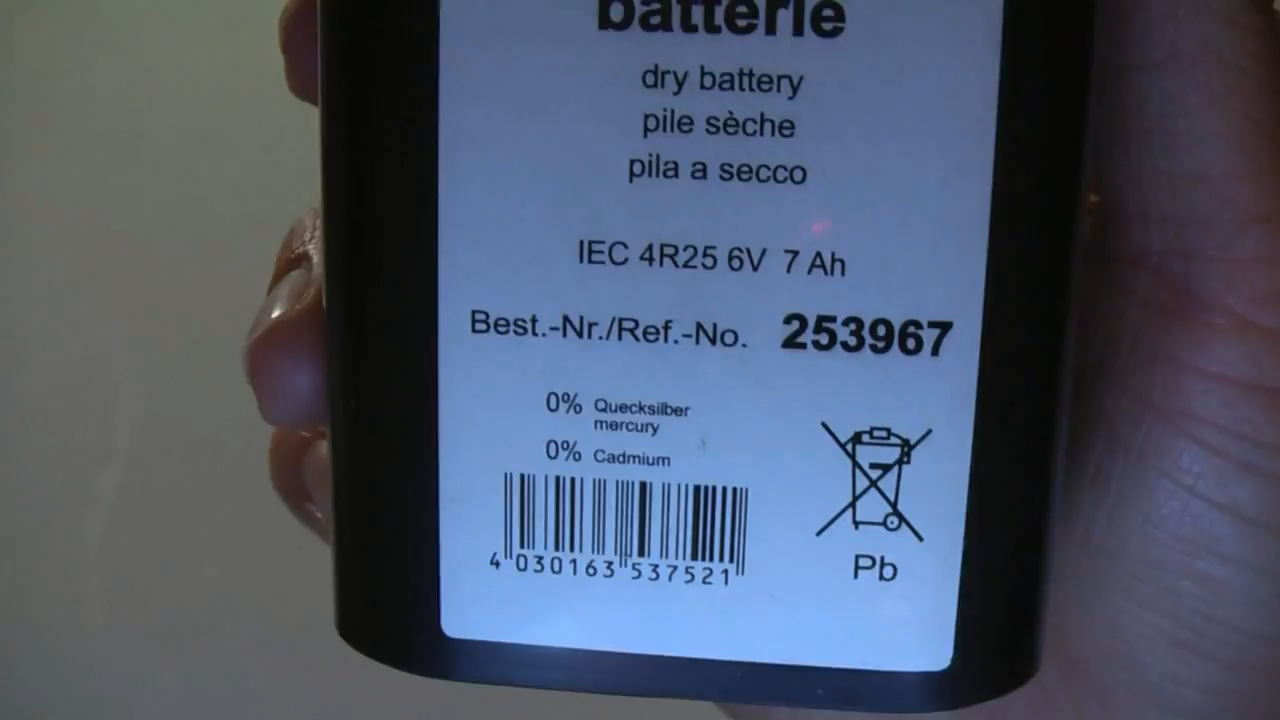 batterie
dry battery
pile sèche
pila a secco
IEC 4R25 6V 7 Ah
Best.-Nr./Ref.-No. 253967
0% Quecksilber
mercury
0% Cadmium
4 030163 537521
Pb